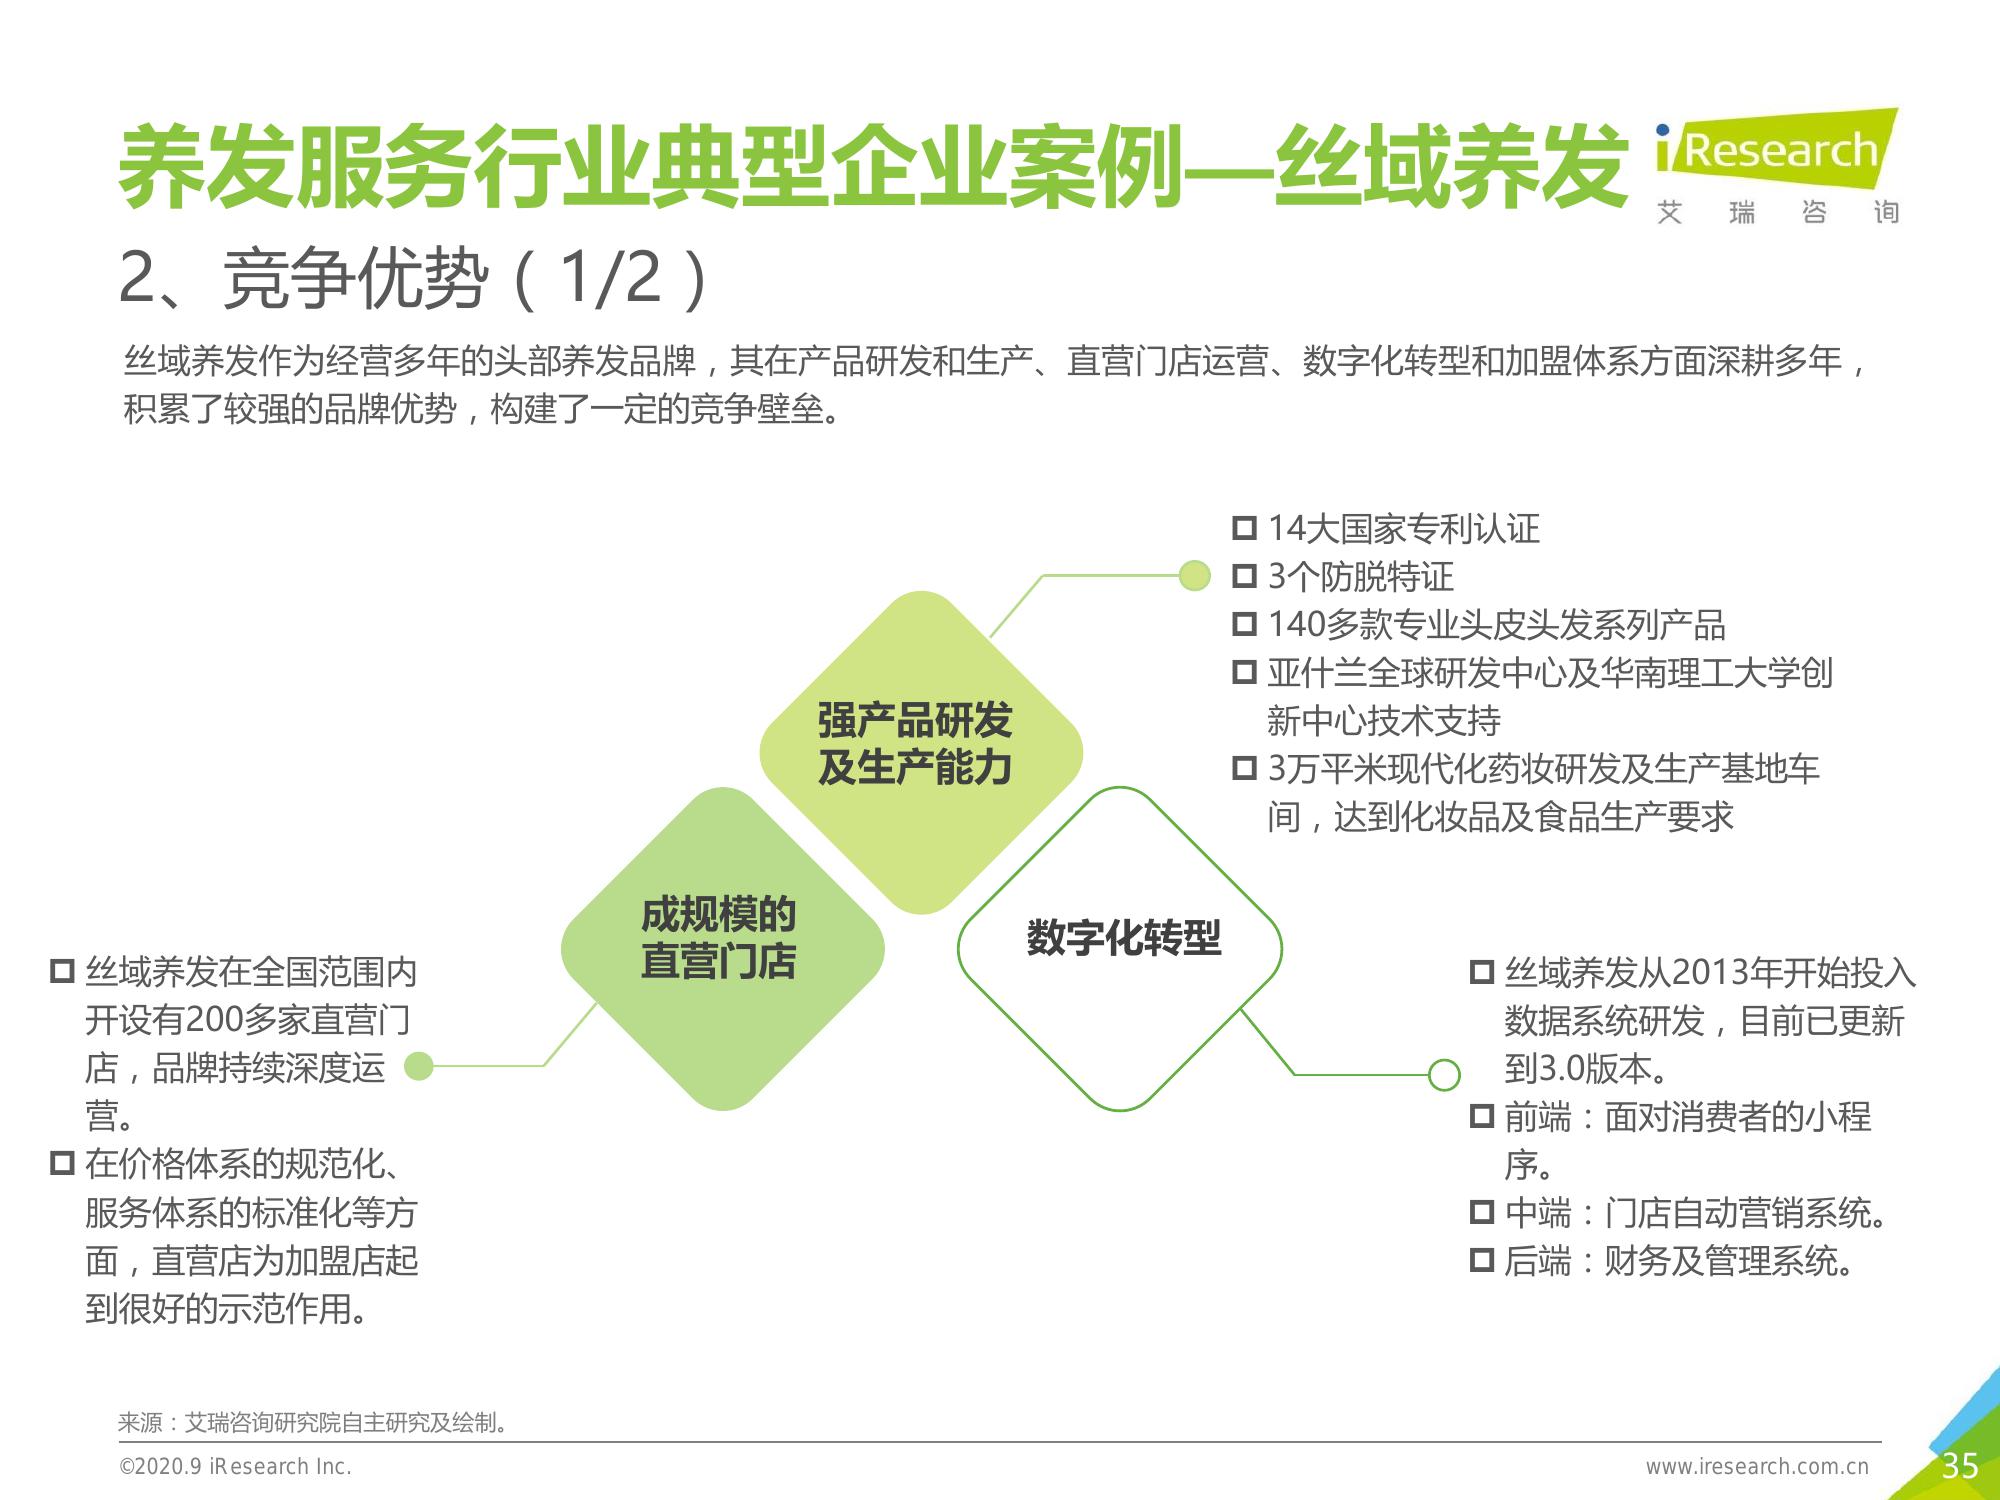 养发服务行业典型企业案例—丝域养发
iResearch
艾瑞咨询
2、竞争优势（1/2）
丝域养发作为经营多年的头部养发品牌，其在产品研发和生产、直营门店运营、数字化转型和加盟体系方面深耕多年，
积累了较强的品牌优势，构建了一定的竞争壁垒。
14大国家专利认证
3个防脱特证
140多款专业头皮头发系列产品
亚什兰全球研发中心及华南理工大学创
新中心技术支持
3万平米现代化药妆研发及生产基地车
间，达到化妆品及食品生产要求
强产品研发
及生产能力
成规模的
直营门店
数字化转型
丝域养发在全国范围内
开设有200多家直营门
店，品牌持续深度运
营。
在价格体系的规范化、
服务体系的标准化等方
面，直营店为加盟店起
到很好的示范作用。
丝域养发从2013年开始投入
数据系统研发，目前已更新
到3.0版本。
前端：面对消费者的小程
序。
中端：门店自动营销系统。
后端：财务及管理系统。
来源：艾瑞咨询研究院自主研究及绘制。
©2020.9 iResearch Inc.
www.iresearch.com.cn
35